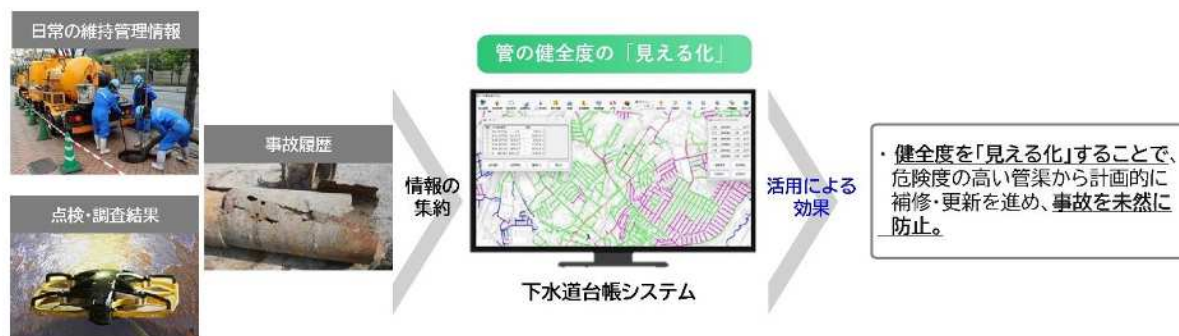 日常の維持管理情報
事故履歴
点検・調査結果
情報の
集約
管の健全度の「見える化」
下水道台帳システム
活用による
効果
・健全度を「見える化」することで、
危険度の高い管渠から計画的に
補修・更新を進め、事故を未然に
防止。